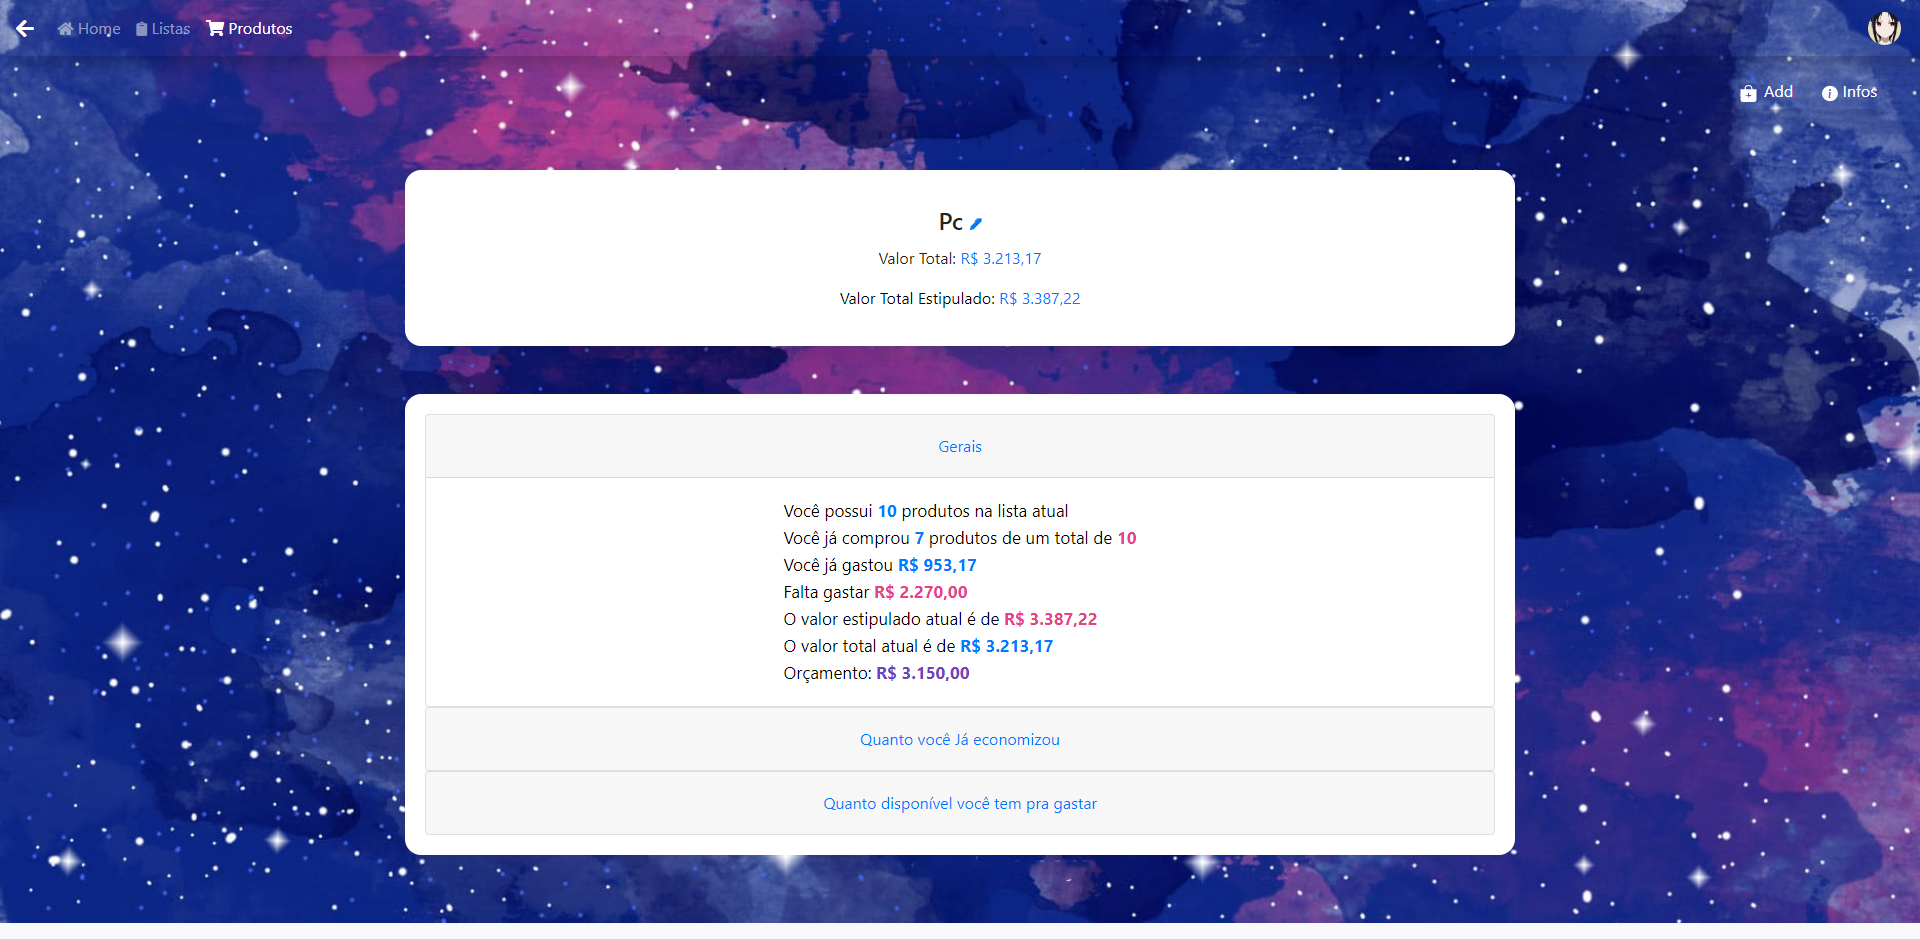 Home Listas Produtos
Add Infos
Pc
Valor Total: R$ 3.213,17
Valor Total Estipulado: R$ 3.387,22
Gerais
Você possui 10 produtos na lista atual
Você já comprou 7 produtos de um total de 10
Você já gastou R$ 953,17
Falta gastar R$ 2.270,00
O valor estipulado atual é de R$ 3.387,22
O valor total atual é de R$ 3.213,17
Orçamento: R$ 3.150,00
Quanto você Já economizou
Quanto disponível você tem pra gastar